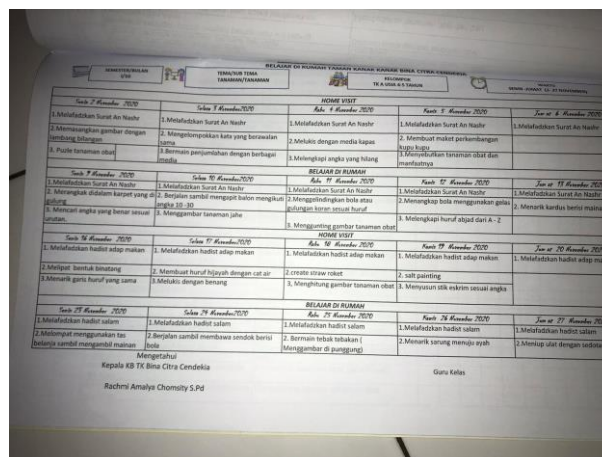 BELAJAR DI RUMAH TAMAN KANAK KANAK BINA CITRA CENDEKIA
SEMESTER/BULAN
TEMA/SUB TEMA
TANAMAN/TANAMAN
KELOMPOK
TK A USIA 4-5 TAHUN
HOME VISIT
Senin 2 November 2020
Selasa 3 November 2020
Rabu 4 November 2020
Kamis 5 November 2020
Jum at 6 November 2020
1.Melafadzkan Surat An Nashr
1.Melafadzkan Surat An Nashr
1.Melafadzkan Surat An Nashr
1.Melafadzkan Surat An Nashr
1.Melafadzkan Surat An Nashr
2.Memasangkan gambar dengan lambang bilangan
2. Mengelompokkan kata yang berawalan sama
2.Melukis dengan media kapas
2. Membuat maket perkembangan kupu kupu
3. Puzle tanaman obat
3.Bermain penjumlahan dengan berbagai media
3.Melengkapi angka yang hilang
3.Menyebutkan tanaman obat dan manfaatnya
BELAJAR DI RUMAH
Senin 9 November 2020
Selasa 10 November 2020
Rabu 11 November 2020
Kamis 12 November 2020
Jum at 13 November 2020
1.Melafadzkan Surat An Nashr
1.Melafadzkan Surat An Nashr
1.Melafadzkan Surat An Nashr
1.Melafadzkan Surat An Nashr
1.Melafadzkan Surat An Nashr
2. Merangkak didalam karpet yang di gulung
2. Berjalan sambil mengapit balon mengikuti angka 10 -30
2.Menggelindingkan bola atau gulungan koran sesuai huruf
2.Menangkap bola menggunakan gelas
2. Menarik kardus berisi
3. Mencari angka yang benar sesuai urutan.
3. Menggambar tanaman jahe
3. Menggunting gambar tanaman obat
3. Melengkapi huruf abjad dari A - Z
HOME VISIT
Senin 16 November 2020
Selasa 17 November 2020
Rabu 18 November 2020
Kamis 19 November 2020
Jum at 20 November 2020
1. Melafadzkan hadist adap makan
1. Melafadzkan hadist adap makan
1. Melafadzkan hadist adap makan
1. Melafadzkan hadist adap makan
1. Melafadzkan hadist adap
2.Melipat bentuk binatang
2. Membuat huruf hijayah dengan cat air
2.create straw roket
2. salt painting
3.Menarik garis huruf yang sama
3.Melukis dengan benang
3, Menghitung gambar tanaman obat
3. Menyusun stik eskrim sesuai angka
BELAJAR DI RUMAH
Senin 23 November 2020
Selasa 24 November 2020
Rabu 25 November 2020
Kamis 26 November 2020
Jum at 27 November 2020
1.Melafadzkan hadist salam
1.Melafadzkan hadist salam
1.Melafadzkan hadist salam
1.Melafadzkan hadist salam
1.Melafadzkan hadist salam
2.Melompat menggunakan tas belanja sambil mengambil mainan
2.Berjalan sambil membawa sendok berisi bola
2. Bermain tebak tebakan ( Menggambar di punggung)
2.Menarik sarung menuju ayah
2.Meniup ulat dengan
Mengetahui
Kepala KB TK Bina Citra Cendekia
Guru Kelas
Rachmi Amalya Chomsity S.Pd